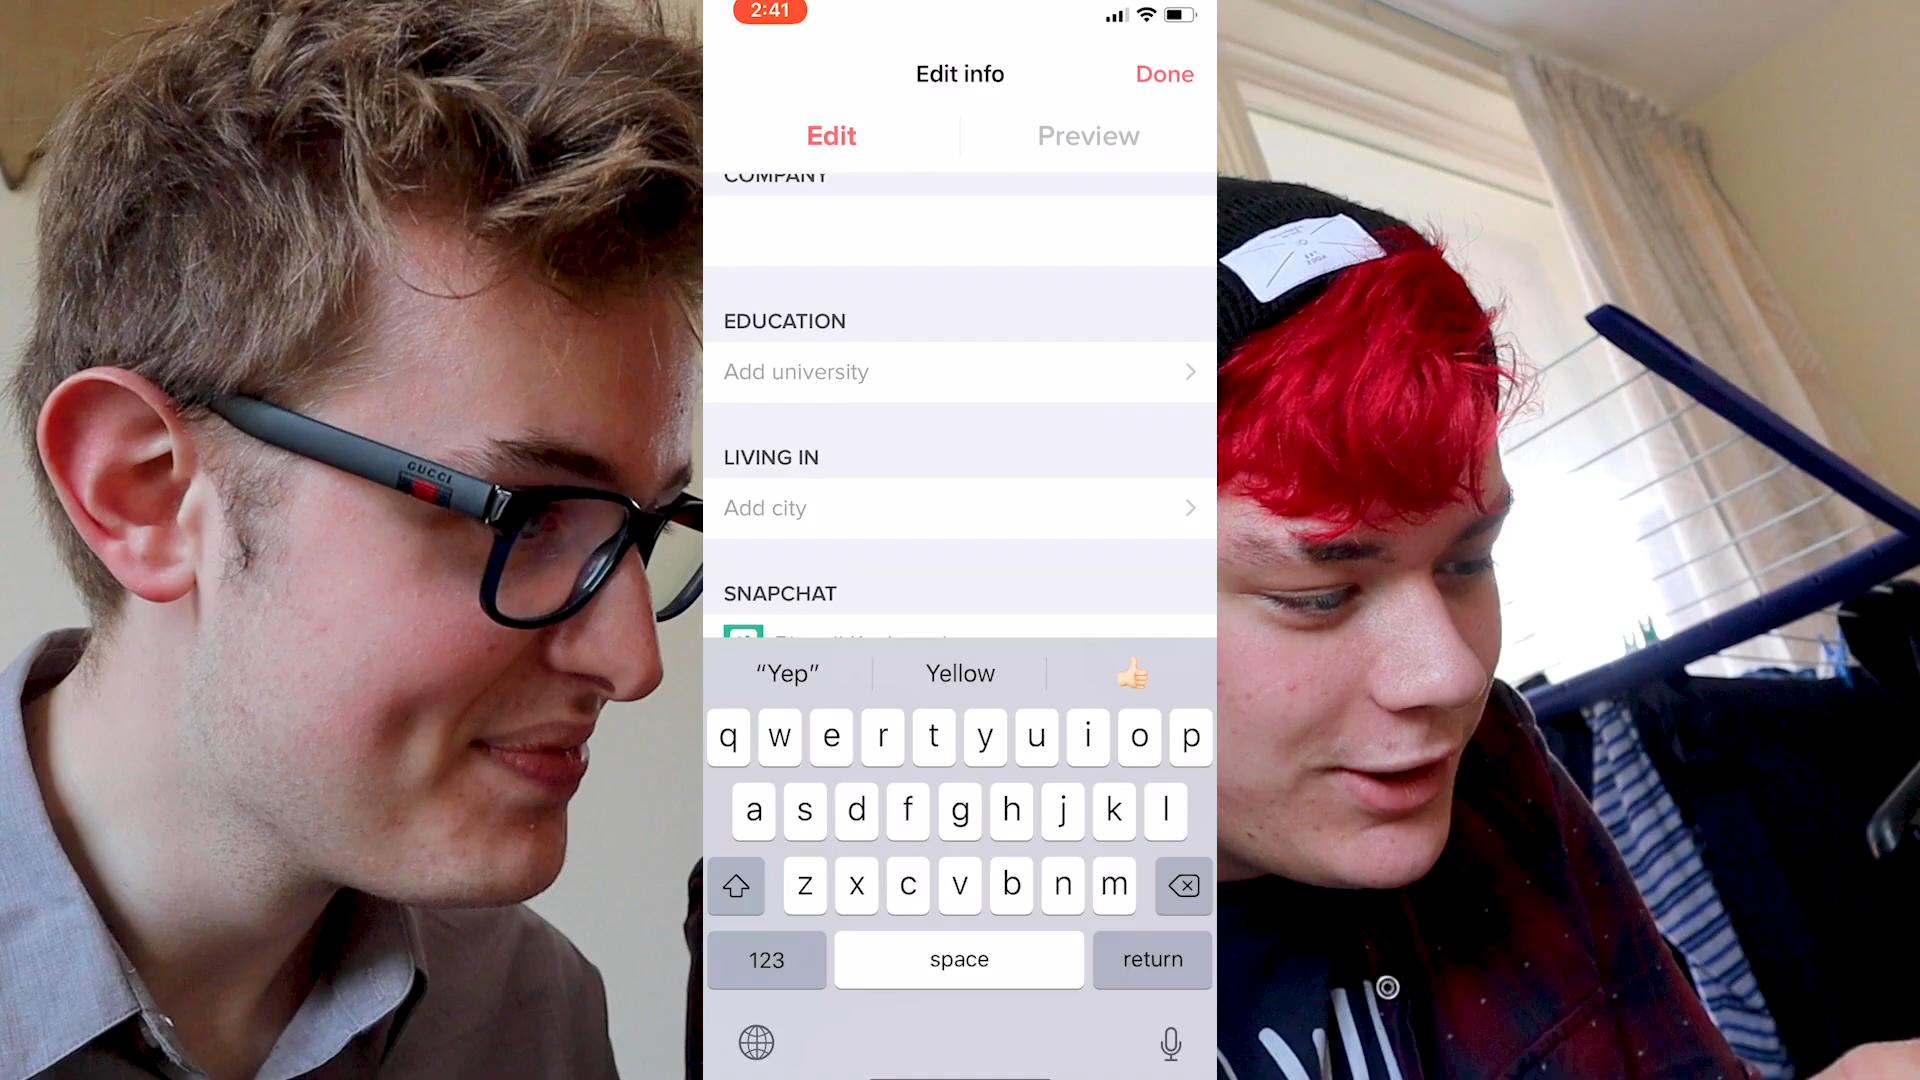 2:41
Edit info
Done
Edit
Preview
COMPANY
EDUCATION
Add university
LIVING IN
Add city
SNAPCHAT
“Yep”
Yellow
q w e r t y u i o p
a s d f g h j k l
z x c v b n m
123
space
return
GUCCI